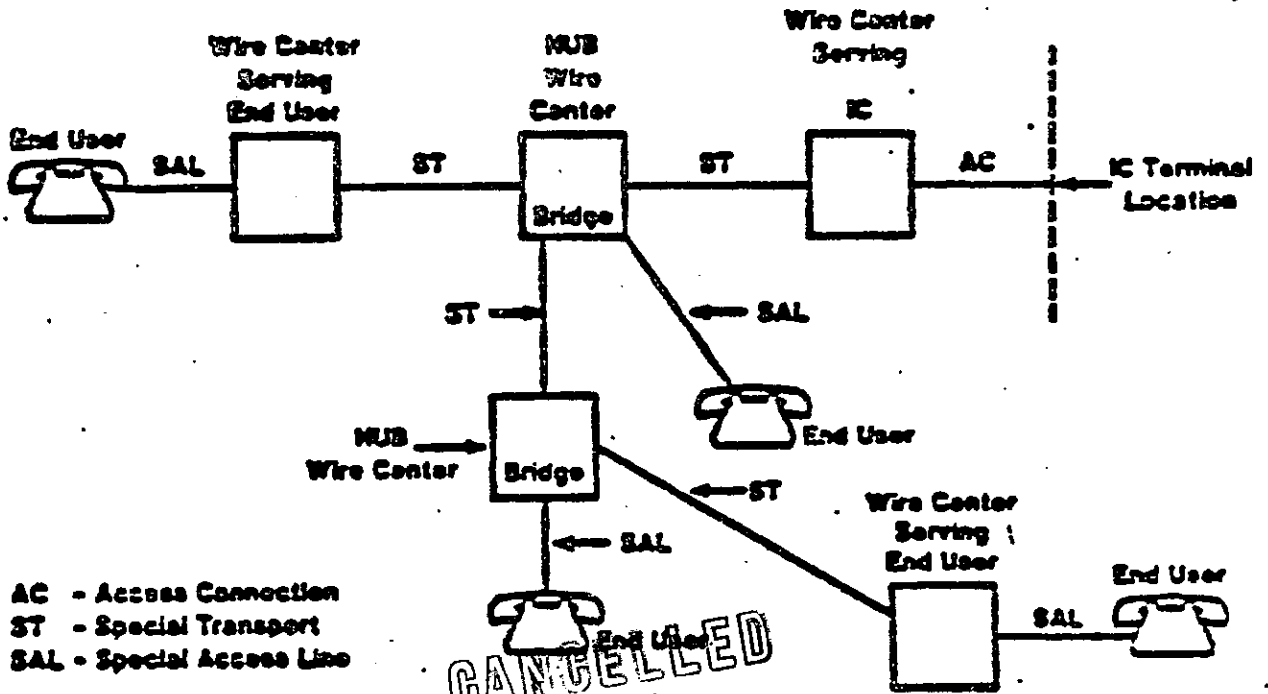 Wire Center
Serving
End User
HUB
Wire
Center
Wire Center
Serving
IC
End User
SAL
ST
Bridge
ST
AC
IC Terminal
Location
ST
SAL
End User
HUB
Wire Center
Bridge
ST
SAL
Wire Center
Serving
End User
End User
SAL
End User
AC - Access Connection
ST - Special Transport
SAL - Special Access Line
CANCELLED